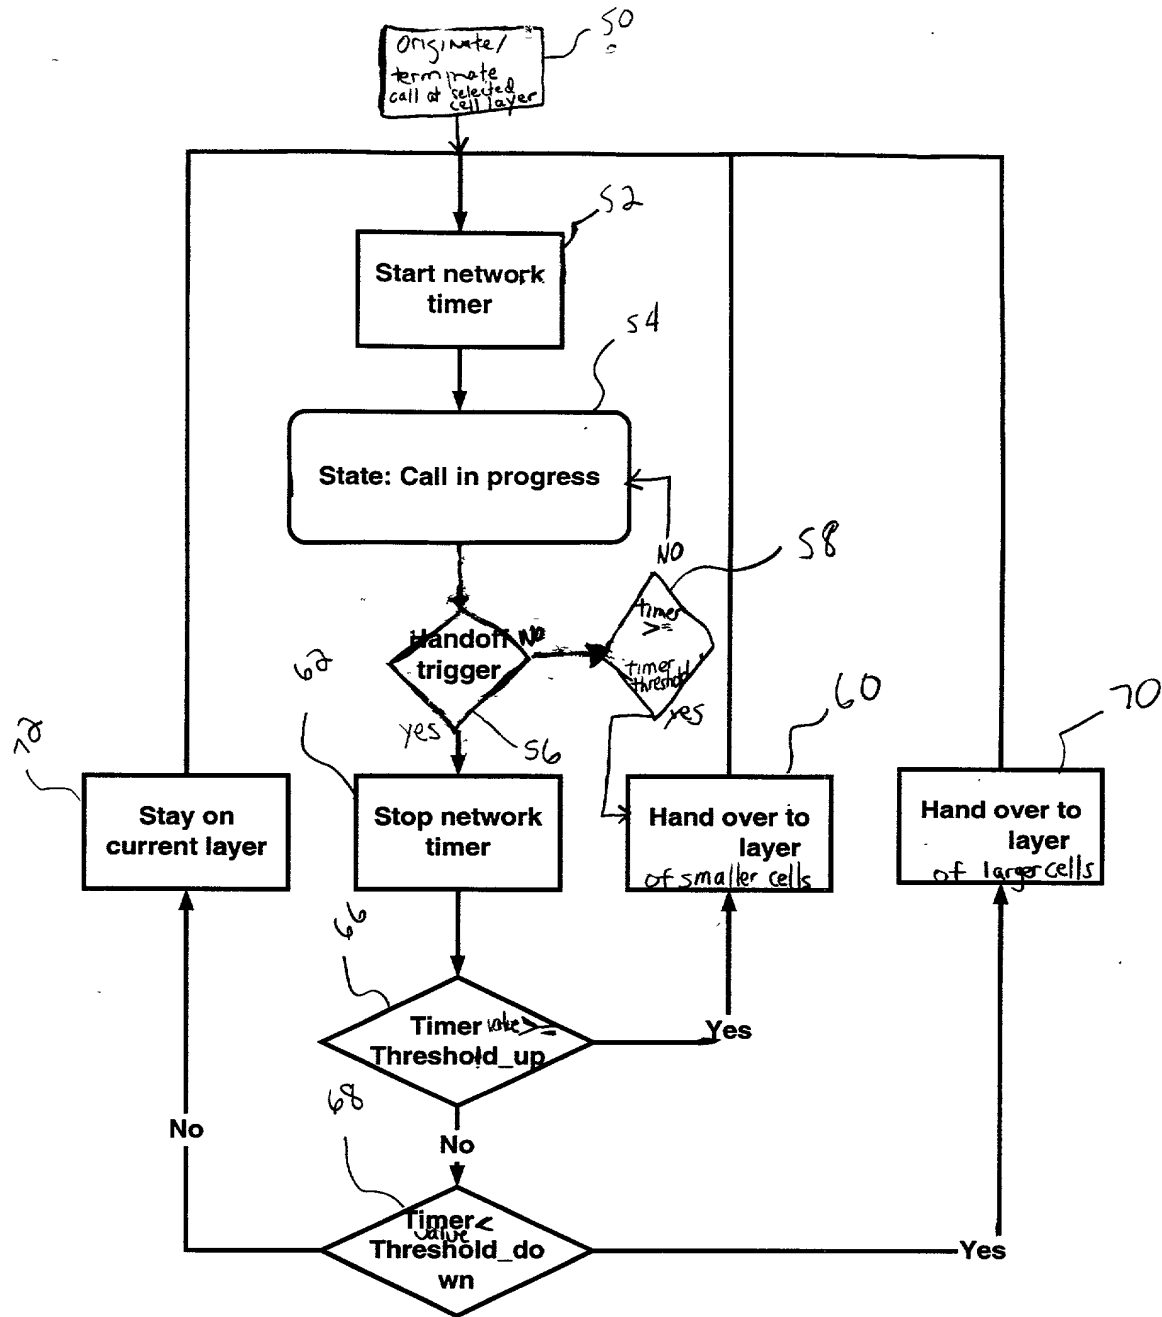 50
Originate/
terminate
call at selected
cell layer
52
Start network
timer
54
State: Call in progress
NO
58
timer
>=
timer
threshold
yes
Handoff
trigger
No
yes
56
62
60
70
72
Stay on
current layer
Stop network
timer
Hand over to
layer
of smaller cells
Hand over to
layer
of larger cells
66
Timer value >=
Threshold_up
Yes
68
No
No
Timer <
value
Threshold_do
wn
Yes